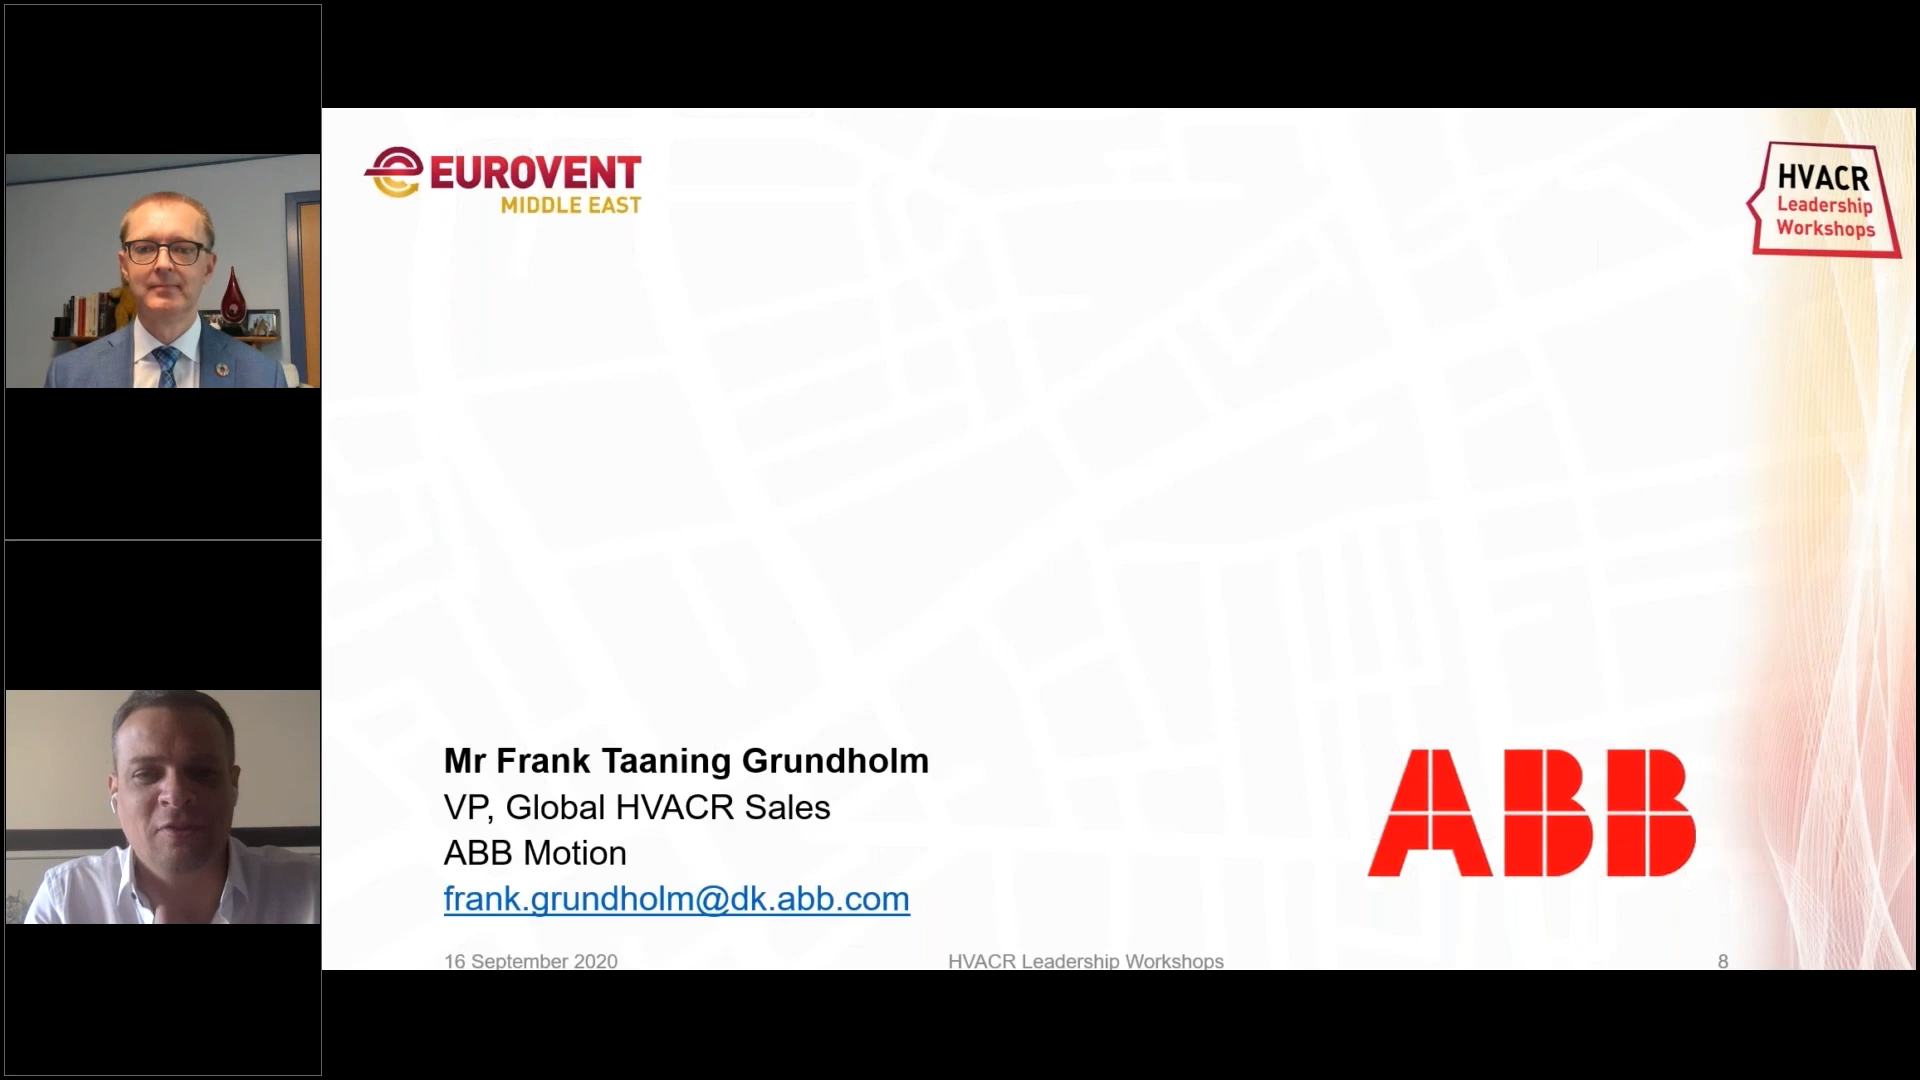 EUROVENT
MIDDLE EAST
HVACR
Leadership
Workshops
Mr Frank Taaning Grundholm
VP, Global HVACR Sales
ABB Motion
frank.grundholm@dk.abb.com
ABB
16 September 2020
HVACR Leadership Workshops
8